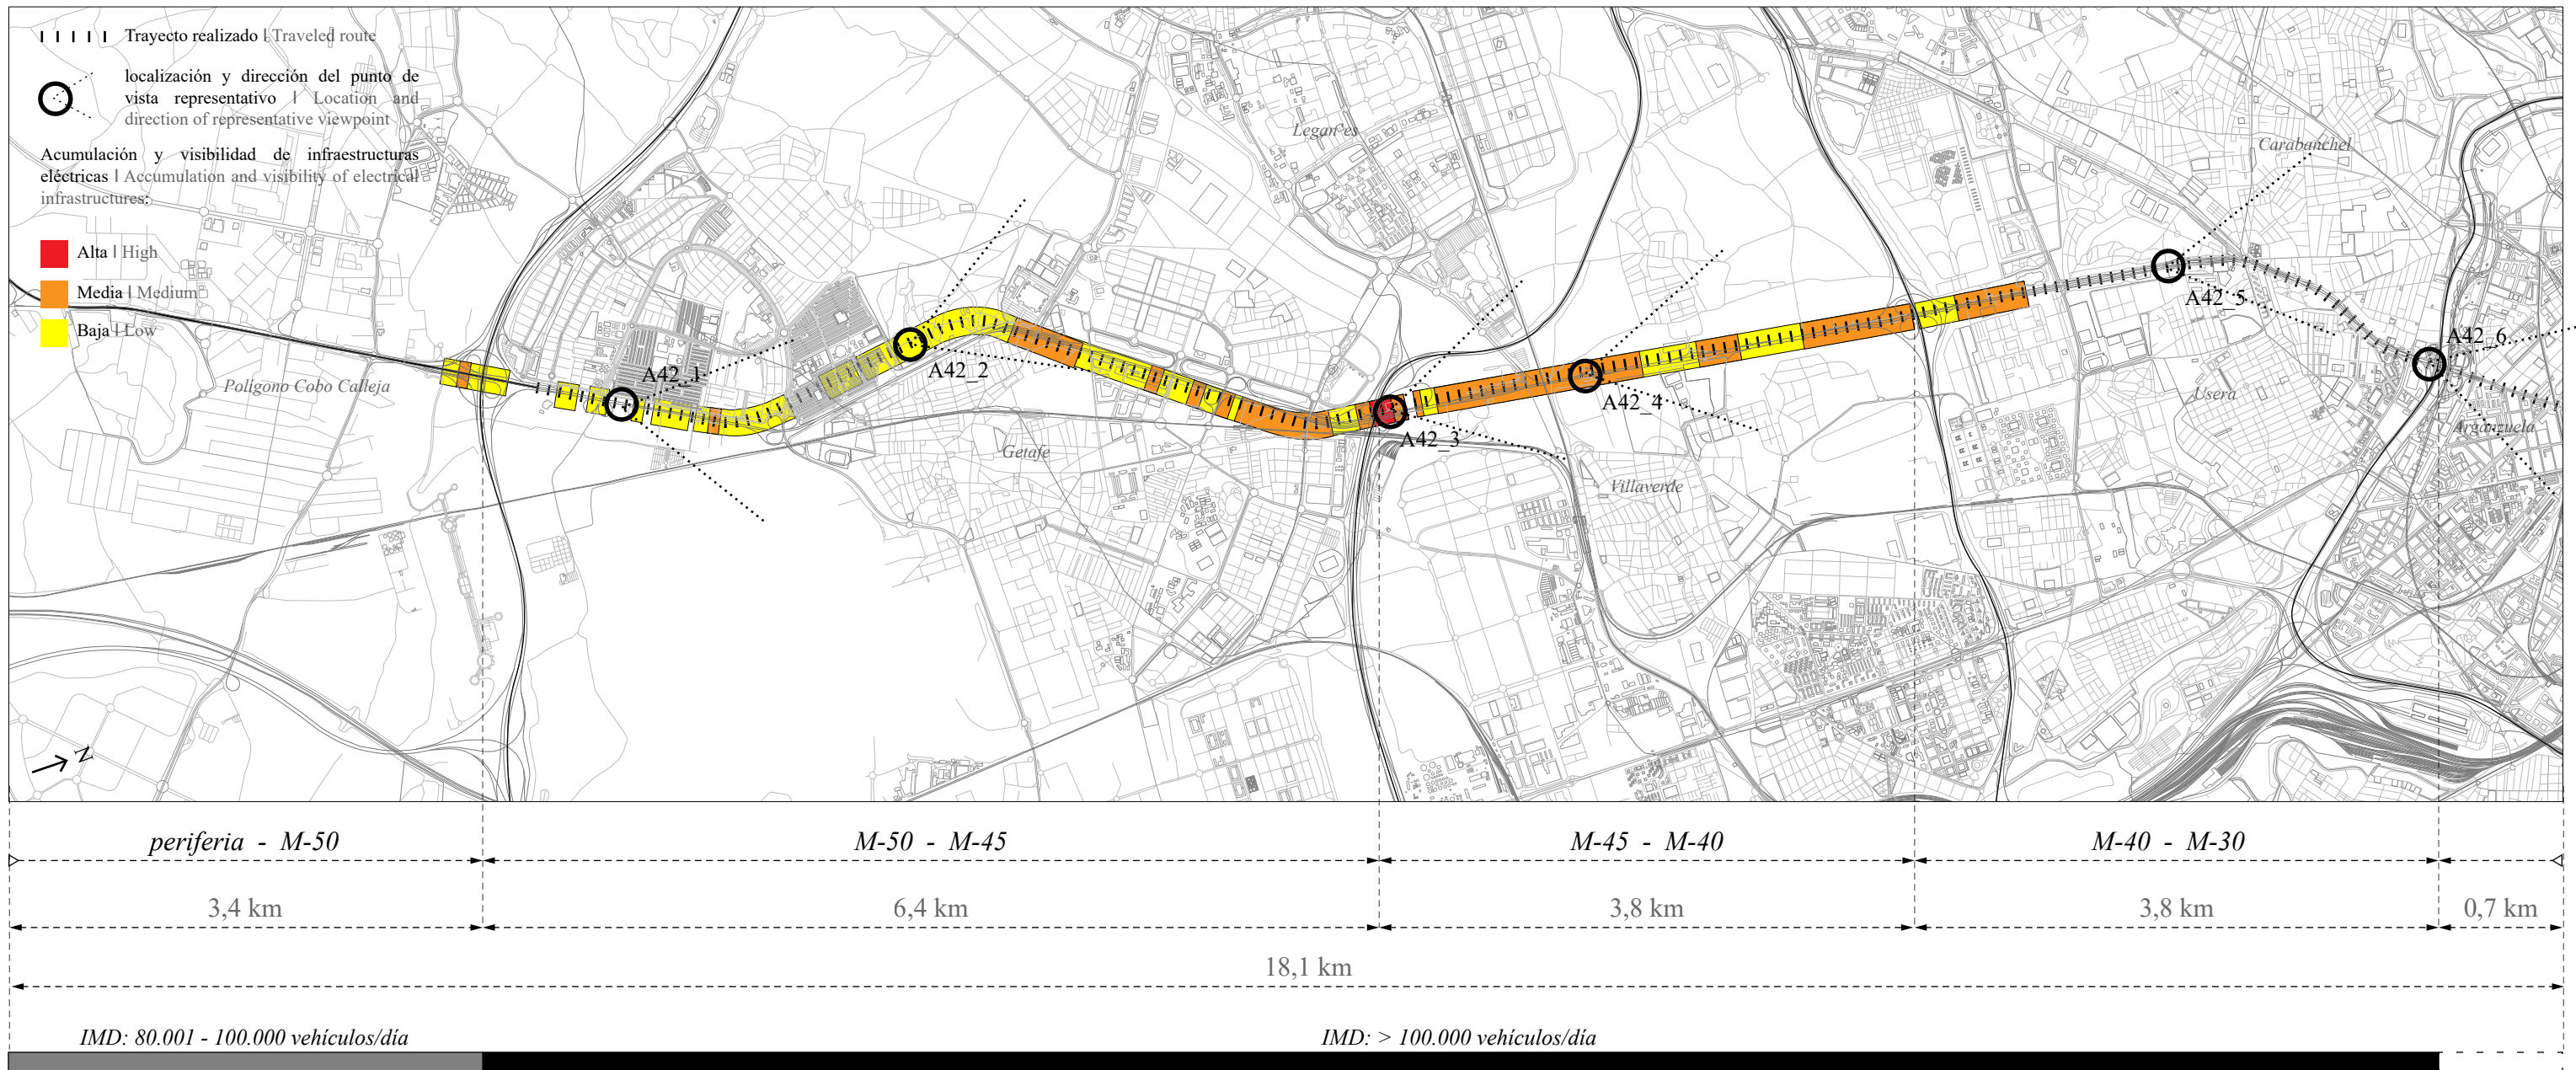 Trayecto realizado | Traveled route
localización y dirección del punto de
vista representativo | Location and
direction of representative viewpoint
Acumulación y visibilidad de infraestructuras
eléctricas | Accumulation and visibility of electrical
infrastructures:
Alta | High
Media | Medium
Baja | Low
Polígono Cobo Calleja
Legan²es
Carabanchel
Getafe
Villaverde
Usera
Arganzuela
A42_1
A42_2
A42_3
A42_4
A42_5
A42_6
N
periferia - M-50
M-50 - M-45
M-45 - M-40
M-40 - M-30
3,4 km
6,4 km
3,8 km
3,8 km
0,7 km
18,1 km
IMD: 80.001 - 100.000 vehículos/día
IMD: > 100.000 vehículos/día